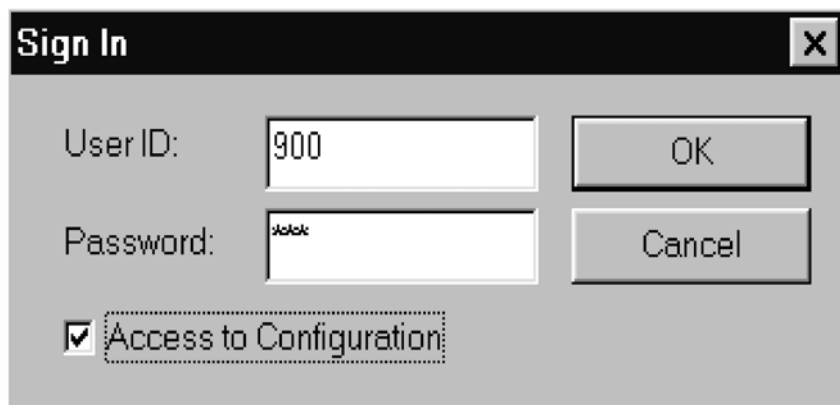 Sign In
User ID: 900 OK
Password: *** Cancel
Access to Configuration